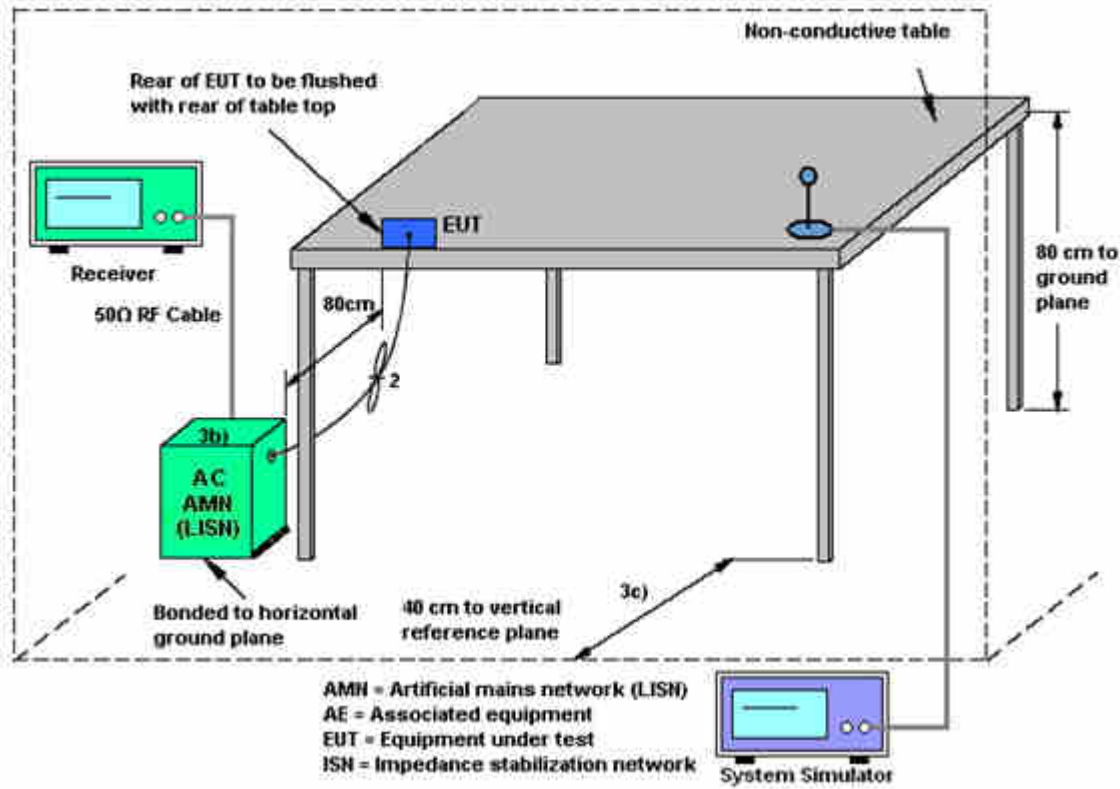 Non-conductive table
Rear of EUT to be flushed
with rear of table top
EUT
Receiver
80cm
80 cm to
ground
plane
50Ω RF Cable
2
3b)
AC
AMN
(LISN)
3c)
Bonded to horizontal
ground plane
40 cm to vertical
reference plane
AMN = Artificial mains network (LISN)
AE = Associated equipment
EUT = Equipment under test
ISN = Impedance stabilization network
System Simulator